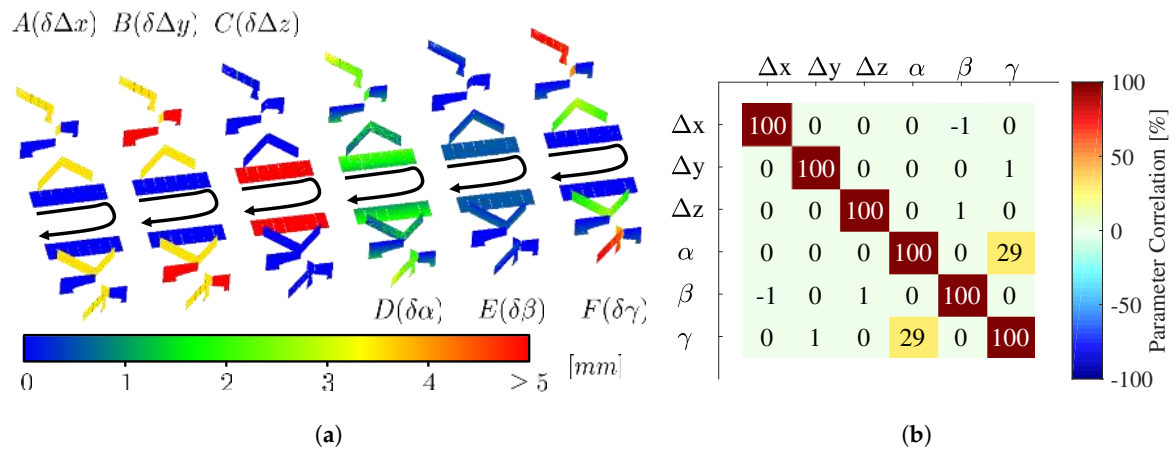 A(δΔx) B(δΔy) C(δΔz)
D(δα) E(δβ) F(δγ)
0 1 2 3 4 > 5 [mm]
(a)
Δx Δy Δz α β γ
Δx 100 0 0 0 -1 0
Δy 0 100 0 0 0 1
Δz 0 0 100 0 1 0
α 0 0 0 100 0 29
β -1 0 1 0 100 0
γ 0 1 0 29 0 100
100
50
0
-50
-100
Parameter Correlation [%]
(b)